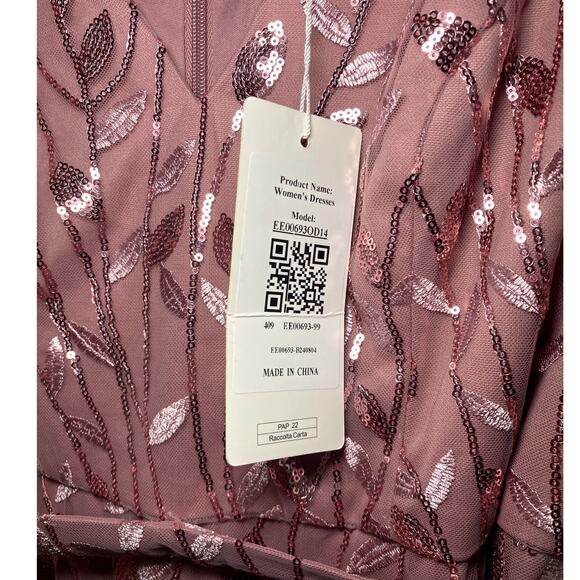 Product Name:
Women's Dresses
Model:
EE00693OD14
409 EE00693-99
EE00693-B240804
MADE IN CHINA
PAP 22
Raccolta Carta